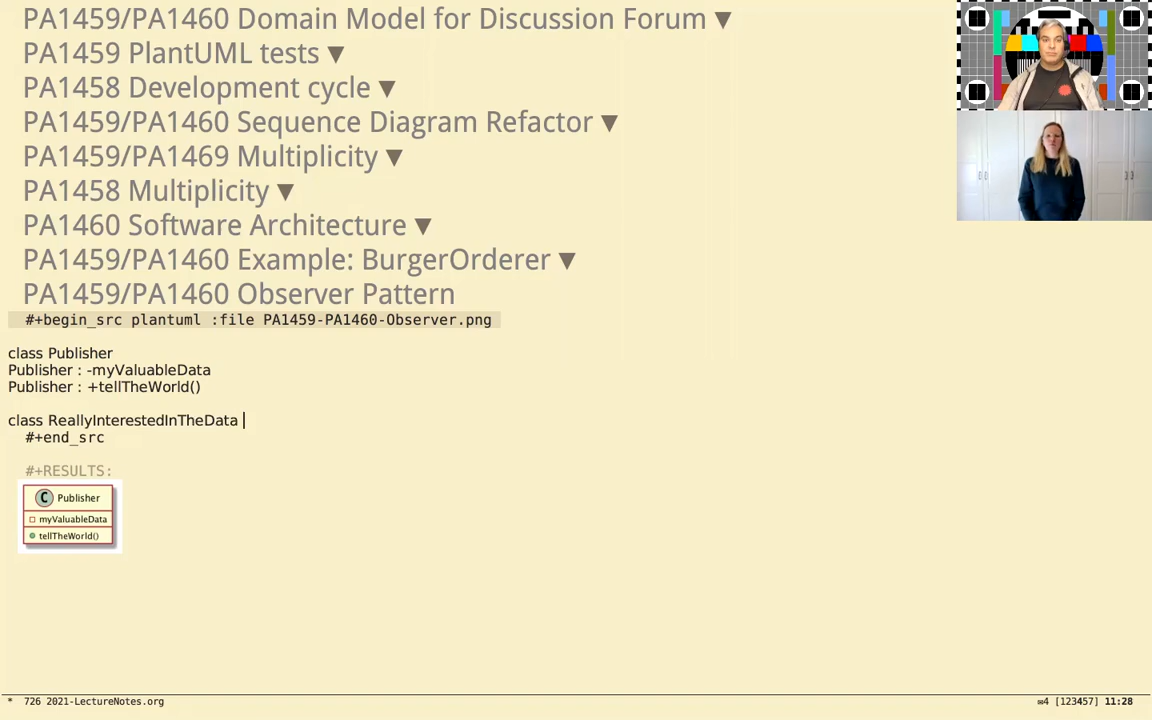 PA1459/PA1460 Domain Model for Discussion Forum ▼
PA1459 PlantUML tests ▼
PA1458 Development cycle ▼
PA1459/PA1460 Sequence Diagram Refactor ▼
PA1459/PA1469 Multiplicity ▼
PA1458 Multiplicity ▼
PA1460 Software Architecture ▼
PA1459/PA1460 Example: BurgerOrderer ▼
PA1459/PA1460 Observer Pattern
#+begin_src plantuml :file PA1459-PA1460-Observer.png
class Publisher
Publisher : -myValuableData
Publisher : +tellTheWorld()
class ReallyInterestedInTheData
#+end_src
#+RESULTS:
C Publisher
myValuableData
tellTheWorld()
* 726 2021-LectureNotes.org ✉4 [123457] 11:28